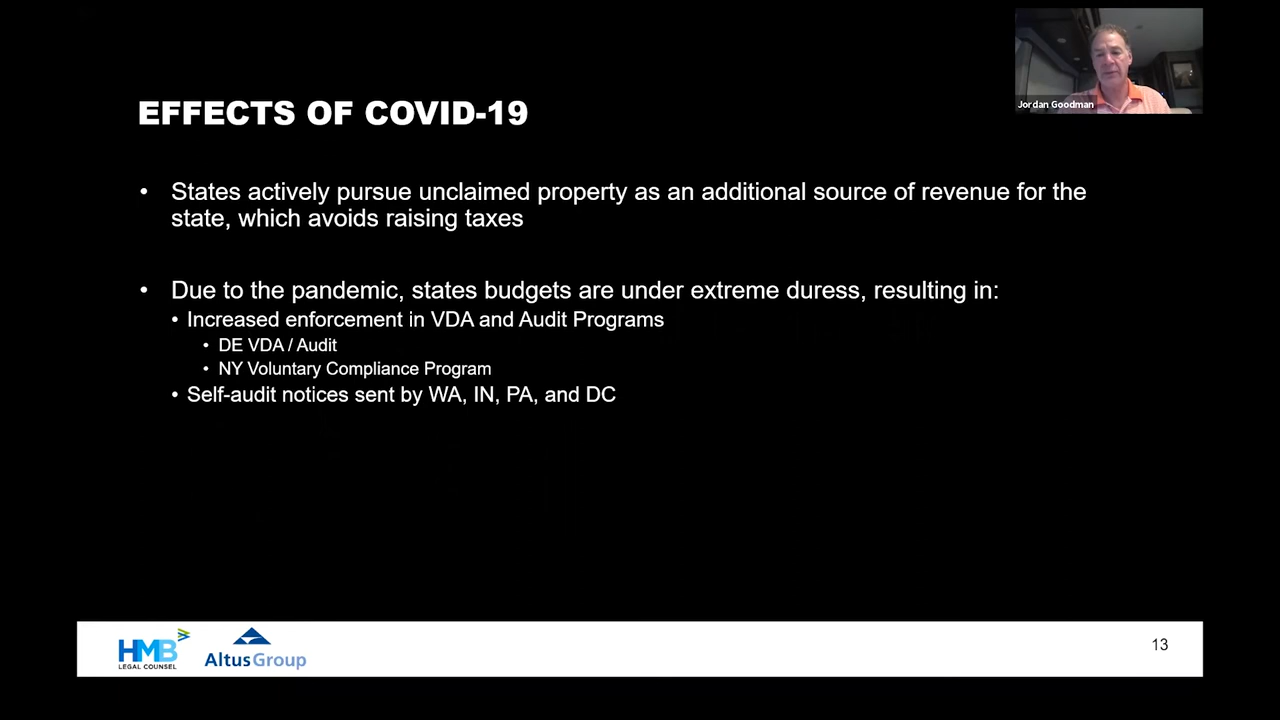 Jordan Goodman
EFFECTS OF COVID-19
• States actively pursue unclaimed property as an additional source of revenue for the
state, which avoids raising taxes
• Due to the pandemic, states budgets are under extreme duress, resulting in:
• Increased enforcement in VDA and Audit Programs
• DE VDA / Audit
• NY Voluntary Compliance Program
• Self-audit notices sent by WA, IN, PA, and DC
HMB
LEGAL COUNSEL
AltusGroup
13